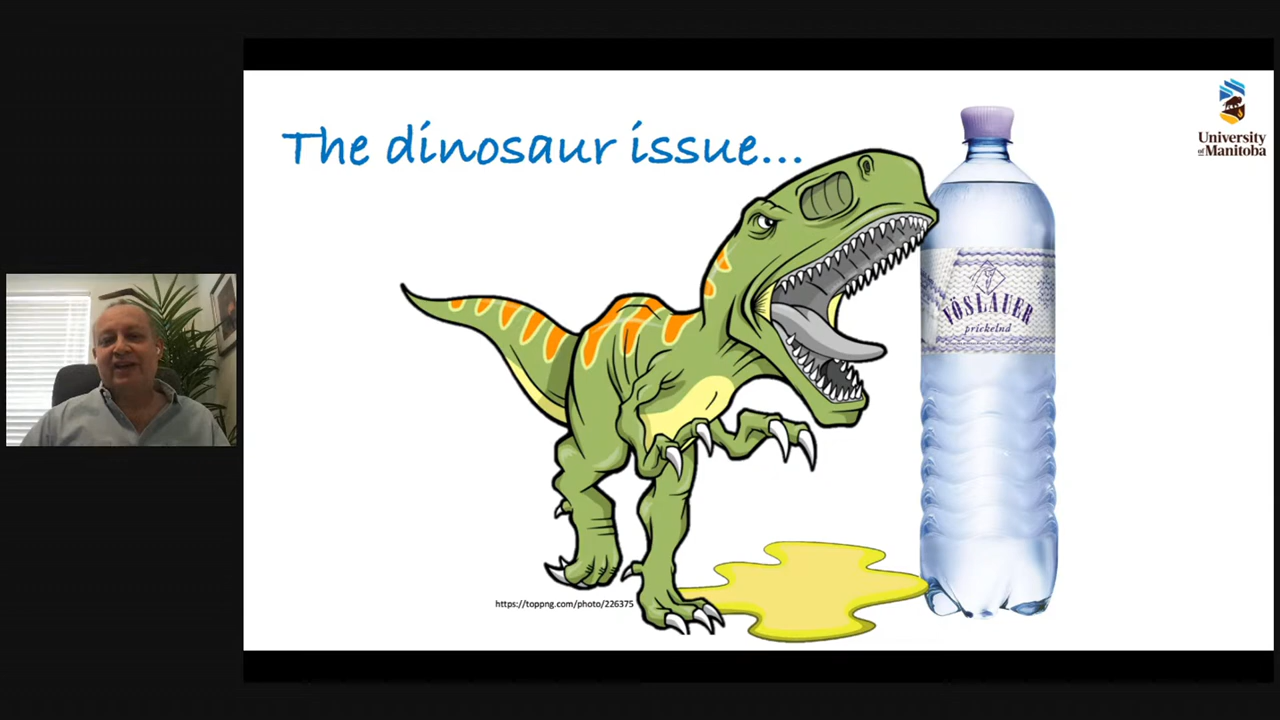 The dinosaur issue...
University
of Manitoba
VÖSLAUER
prickelnd
https://toppng.com/photo/226375